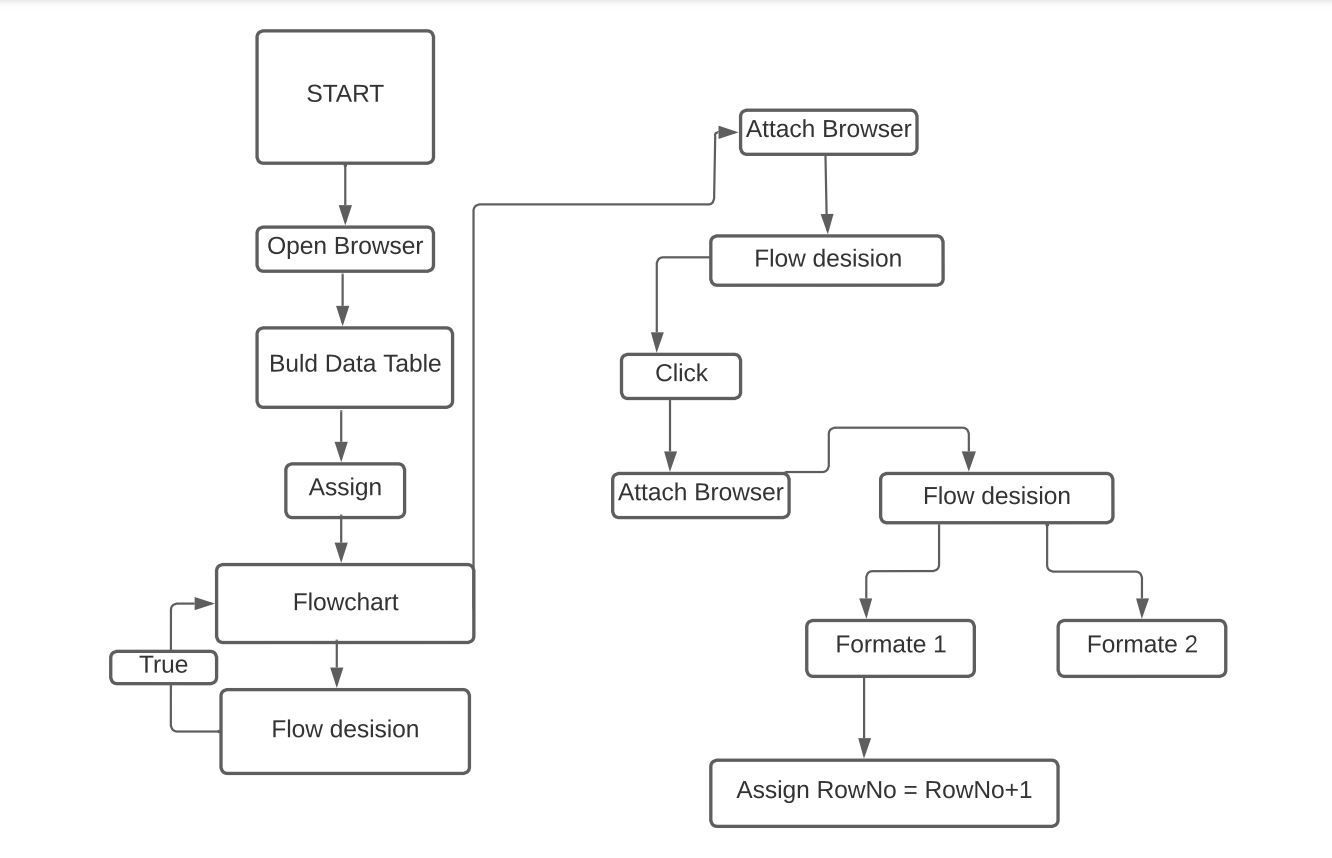 START
Open Browser
Buld Data Table
Assign
Flowchart
True
Flow desision
Attach Browser
Flow desision
Click
Attach Browser
Flow desision
Formate 1
Formate 2
Assign RowNo = RowNo+1